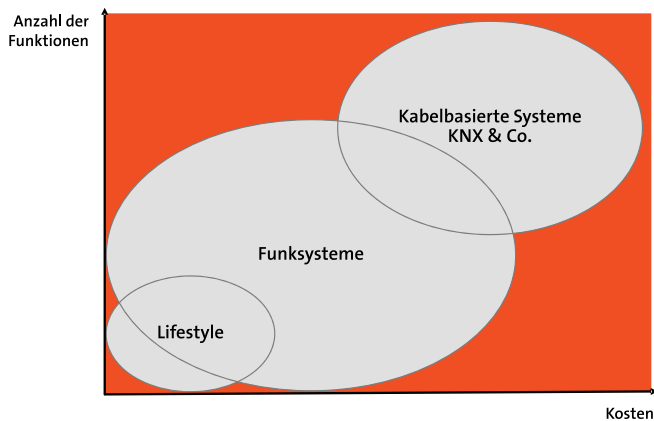 Anzahl der
Funktionen
Kabelbasierte Systeme
KNX & Co.
Funksysteme
Lifestyle
Kosten